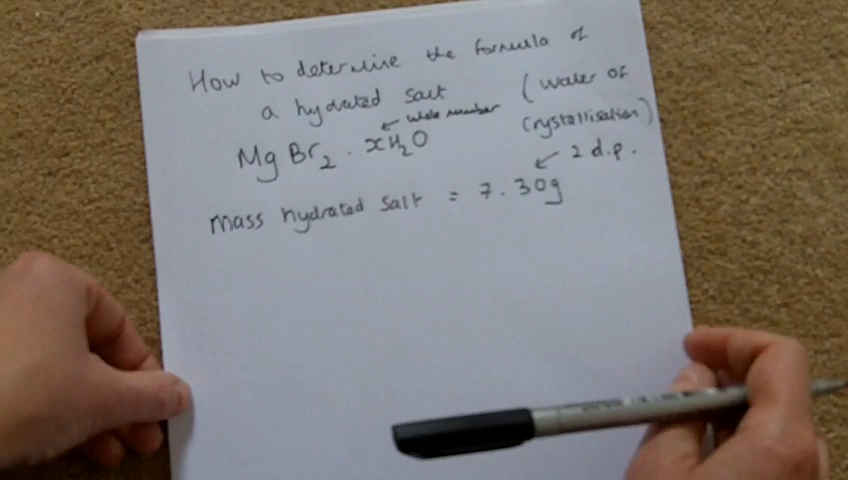 How to determine the formula of
a hydrated salt (water of
crystallisation)
← whole number
MgBr₂ . xH₂O
↙ 2 d.p.
Mass hydrated salt = 7.30g